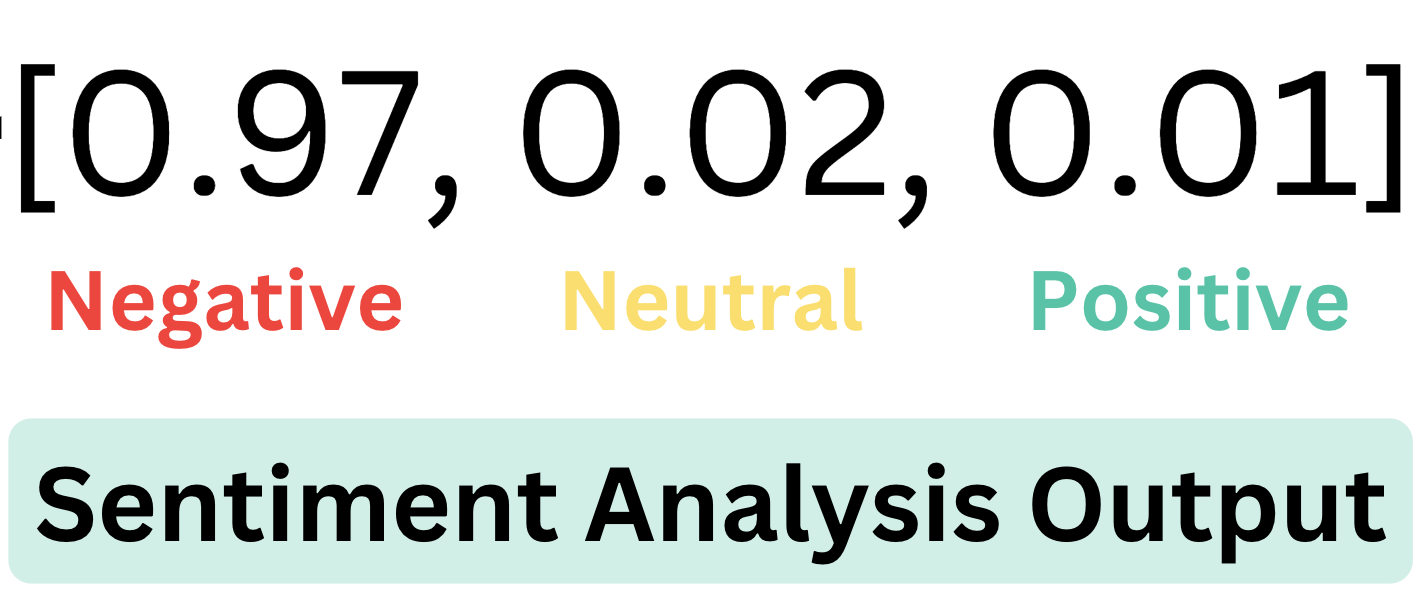 [0.97, 0.02, 0.01]
Negative Neutral Positive
Sentiment Analysis Output